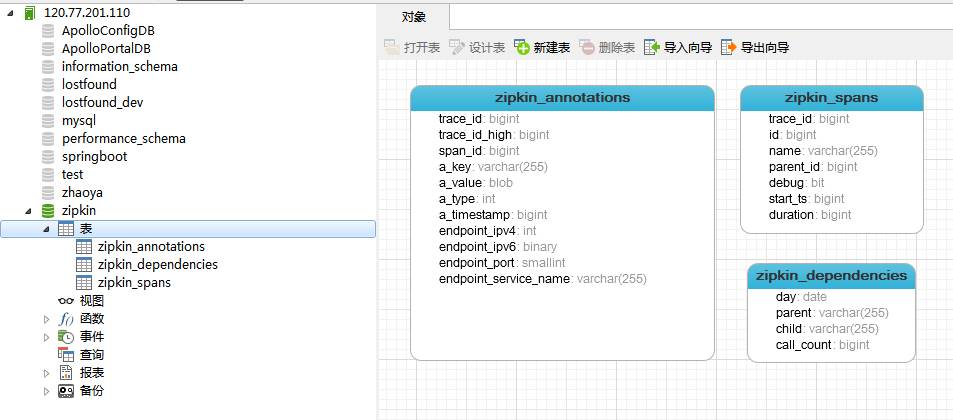 120.77.201.110
ApolloConfigDB
ApolloPortalDB
information_schema
lostfound
lostfound_dev
mysql
performance_schema
springboot
test
zhaoya
zipkin
表
zipkin_annotations
zipkin_dependencies
zipkin_spans
视图
函数
事件
查询
报表
备份
对象
打开表 设计表 新建表 删除表 导入向导 导出向导
zipkin_annotations
trace_id: bigint
trace_id_high: bigint
span_id: bigint
a_key: varchar(255)
a_value: blob
a_type: int
a_timestamp: bigint
endpoint_ipv4: int
endpoint_ipv6: binary
endpoint_port: smallint
endpoint_service_name: varchar(255)
zipkin_spans
trace_id: bigint
id: bigint
name: varchar(255)
parent_id: bigint
debug: bit
start_ts: bigint
duration: bigint
zipkin_dependencies
day: date
parent: varchar(255)
child: varchar(255)
call_count: bigint